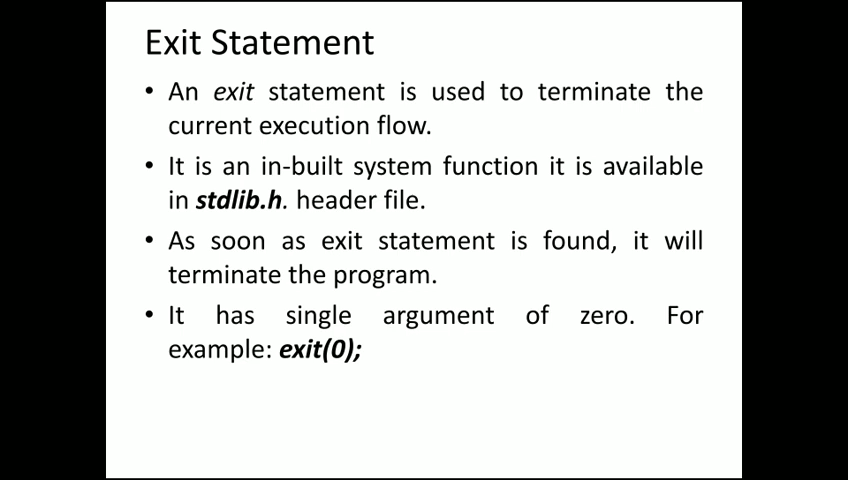 Exit Statement
• An exit statement is used to terminate the
current execution flow.
• It is an in-built system function it is available
in stdlib.h. header file.
• As soon as exit statement is found, it will
terminate the program.
• It has single argument of zero. For
example: exit(0);